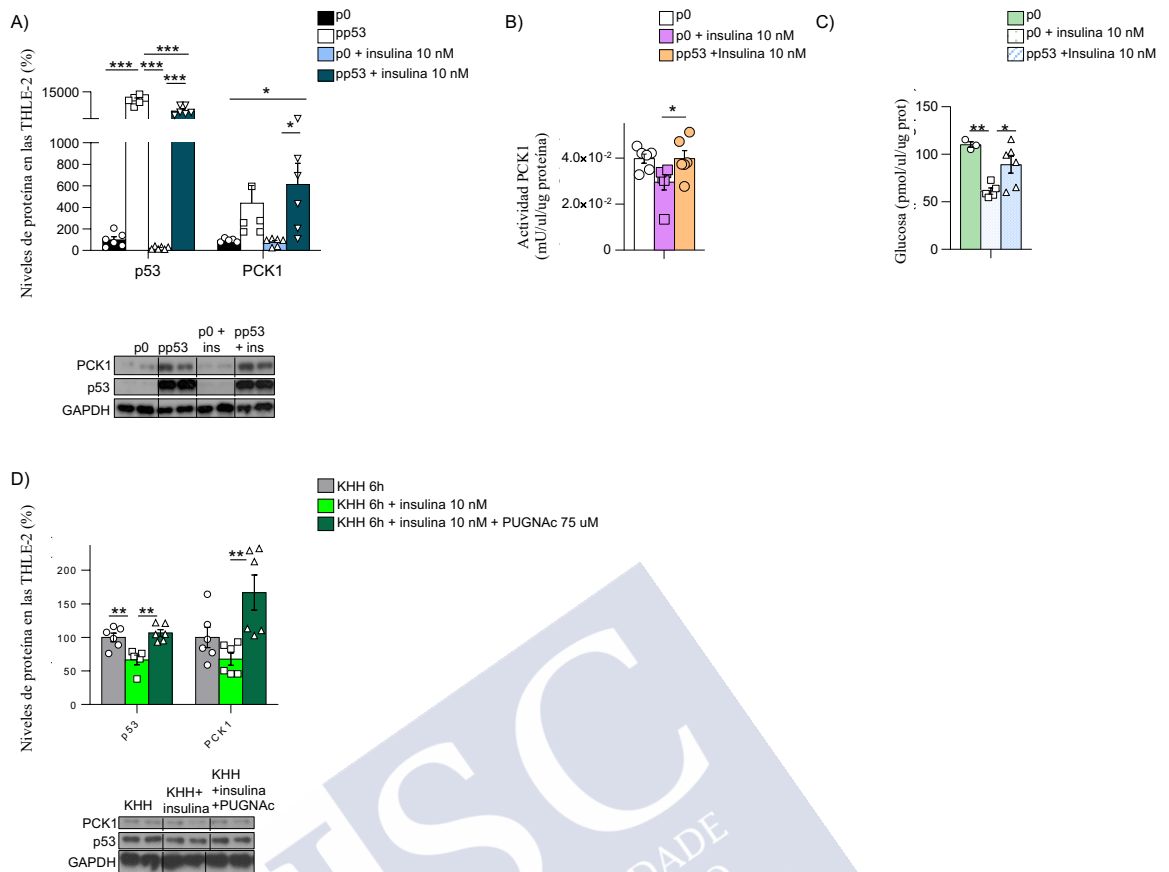 A)
p0
pp53
p0 + insulina 10 nM
pp53 + insulina 10 nM
Niveles de proteína en las THLE-2 (%)
***
***
***
***
*
*
15000
1000
800
600
400
200
0
p53
PCK1
p0
pp53
p0 +
ins
pp53
+ ins
PCK1
p53
GAPDH
B)
p0
p0 + insulina 10 nM
pp53 +Insulina 10 nM
Actividad PCK1
(mU/ul/ug proteína)
*
4.0×10-2
2.0×10-2
0
C)
p0
p0 + insulina 10 nM
pp53 +Insulina 10 nM
Glucosa (pmol/ul/ug prot)
**
*
150
100
50
0
D)
KHH 6h
KHH 6h + insulina 10 nM
KHH 6h + insulina 10 nM + PUGNAc 75 uM
Niveles de proteína en las THLE-2 (%)
**
**
**
200
150
100
50
0
p53
PCK1
KHH
KHH+
insulina
KHH
+insulina
+PUGNAc
PCK1
p53
GAPDH
USC